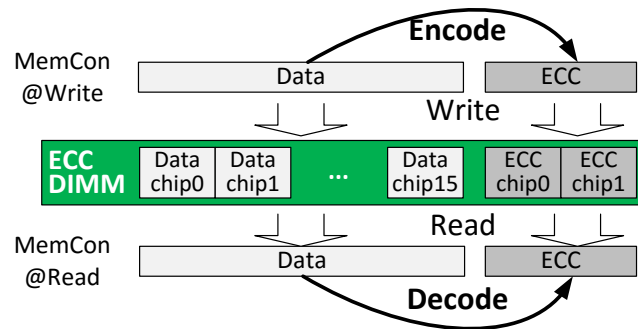 Encode
MemCon
@Write
Data
ECC
Write
ECC
DIMM
Data
chip0
Data
chip1
...
Data
chip15
ECC
chip0
ECC
chip1
Read
MemCon
@Read
Data
ECC
Decode